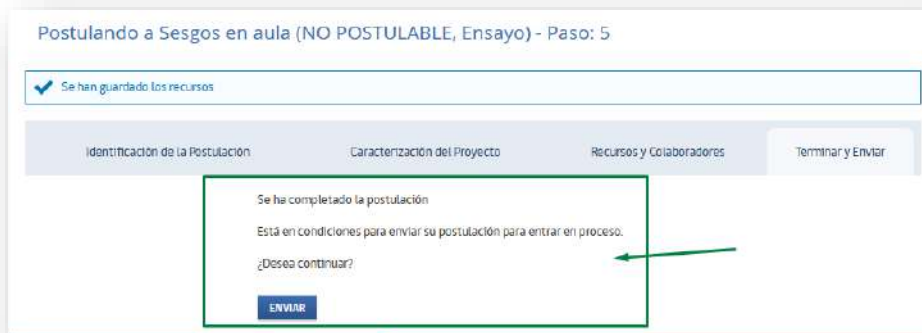 Postulando a Sesgos en aula (NO POSTULABLE, Ensayo) - Paso: 5
Se han guardado los recursos
Identificación de la Postulación
Caracterización del Proyecto
Recursos y Colaboradores
Terminar y Enviar
Se ha completado la postulación
Está en condiciones para enviar su postulación para entrar en proceso.
¿Desea continuar?
ENVIAR